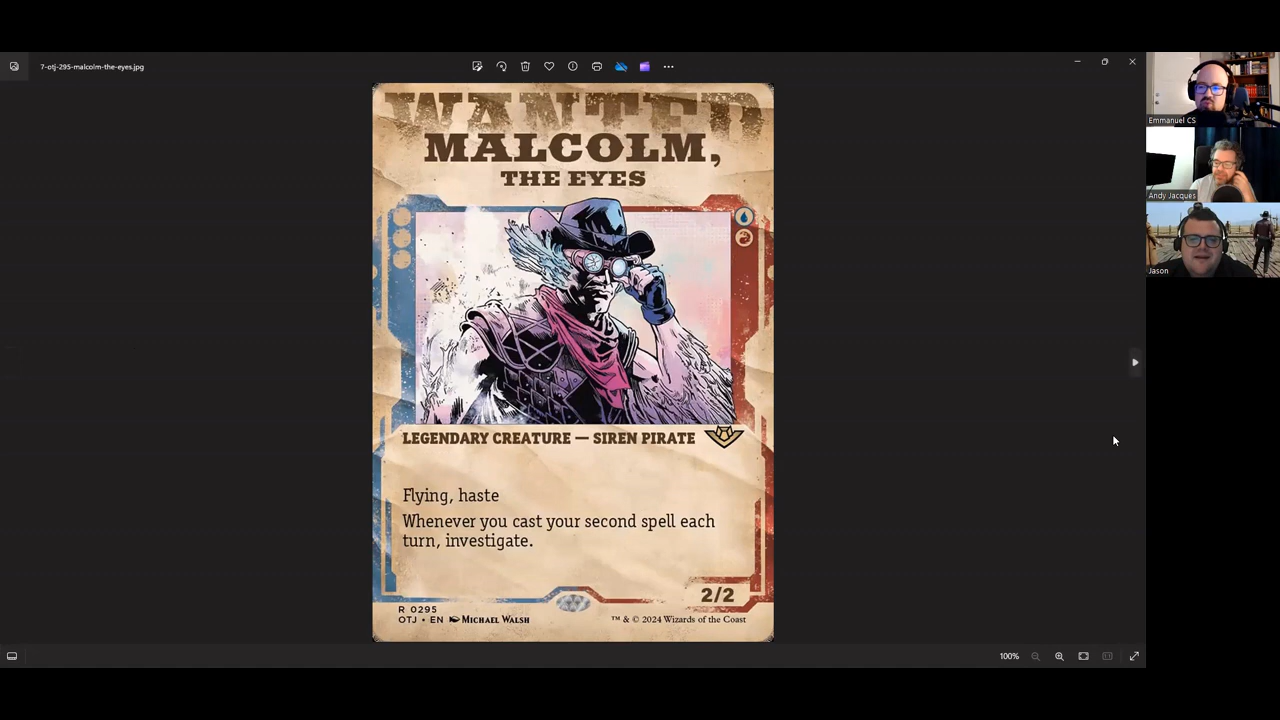 7-otj-295-malcolm-the-eyes.jpg
WANTED
MALCOLM,
THE EYES
LEGENDARY CREATURE — SIREN PIRATE
Flying, haste
Whenever you cast your second spell each
turn, investigate.
2/2
R 0295
OTJ • EN MICHAEL WALSH
™ & © 2024 Wizards of the Coast
100%
Emmanuel CS
Andy Jacques
Jason